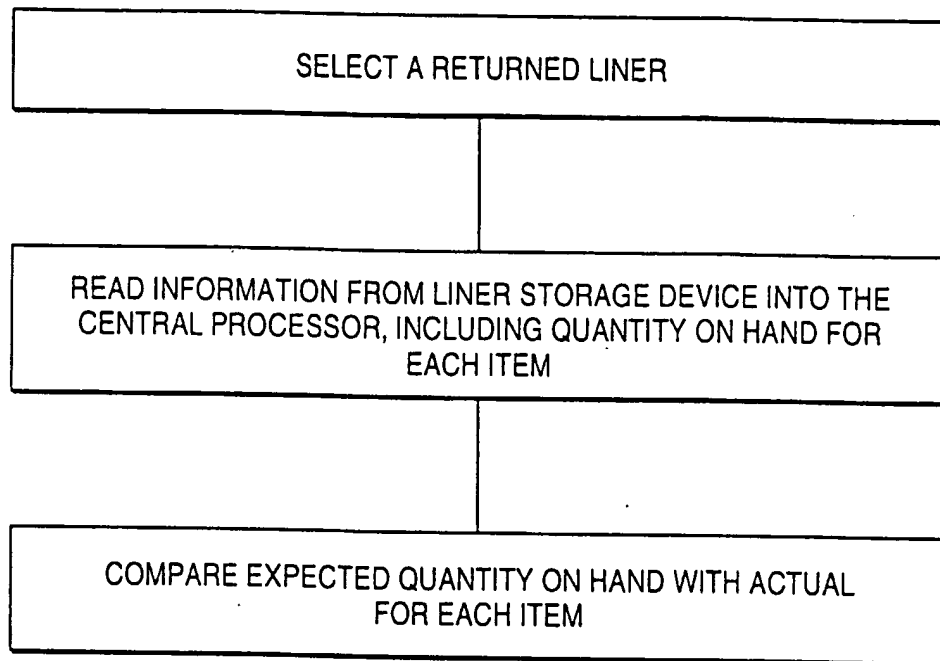 SELECT A RETURNED LINER
READ INFORMATION FROM LINER STORAGE DEVICE INTO THE
CENTRAL PROCESSOR, INCLUDING QUANTITY ON HAND FOR
EACH ITEM
COMPARE EXPECTED QUANTITY ON HAND WITH ACTUAL
FOR EACH ITEM